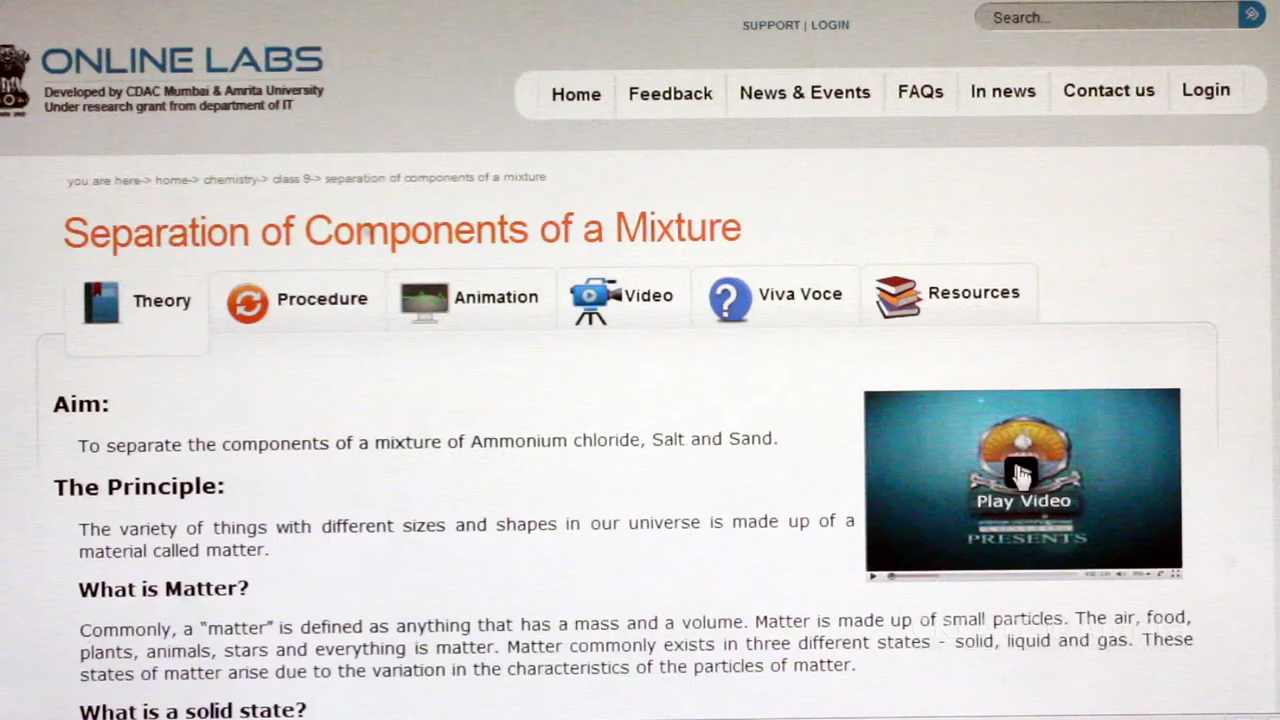 SUPPORT | LOGIN
Search...
ONLINE LABS
Developed by CDAC Mumbai & Amrita University
Under research grant from department of IT
Home Feedback News & Events FAQs In news Contact us Login
you are here-> home-> chemistry-> class 9-> separation of components of a mixture
Separation of Components of a Mixture
Theory Procedure Animation Video Viva Voce Resources
Aim:
To separate the components of a mixture of Ammonium chloride, Salt and Sand.
The Principle:
The variety of things with different sizes and shapes in our universe is made up of a
material called matter.
Play Video
PRESENTS
What is Matter?
Commonly, a “matter” is defined as anything that has a mass and a volume. Matter is made up of small particles. The air, food,
plants, animals, stars and everything is matter. Matter commonly exists in three different states - solid, liquid and gas. These
states of matter arise due to the variation in the characteristics of the particles of matter.
What is a solid state?